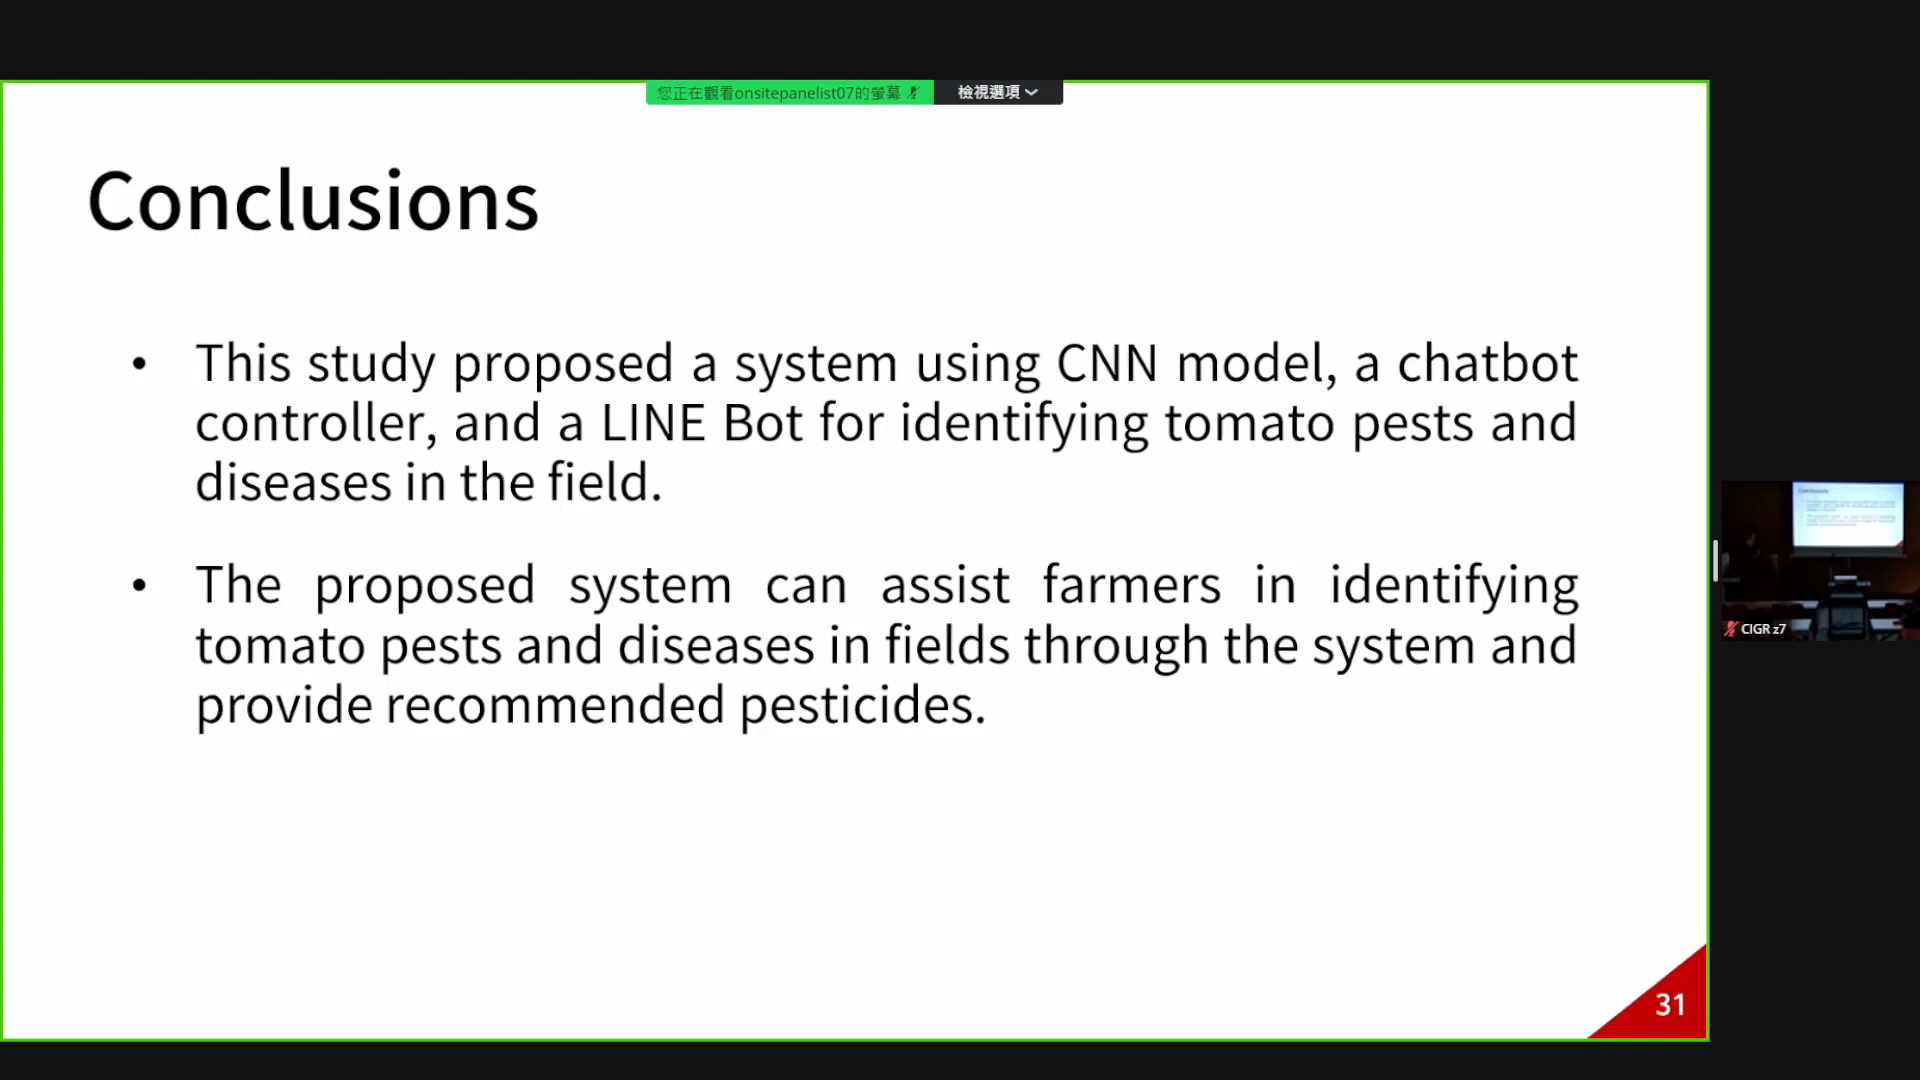 您正在觀看onsitepanelist07的螢幕
檢視選項
Conclusions
• This study proposed a system using CNN model, a chatbot
controller, and a LINE Bot for identifying tomato pests and
diseases in the field.
• The proposed system can assist farmers in identifying
tomato pests and diseases in fields through the system and
provide recommended pesticides.
31
Conclusions
CIGR z7